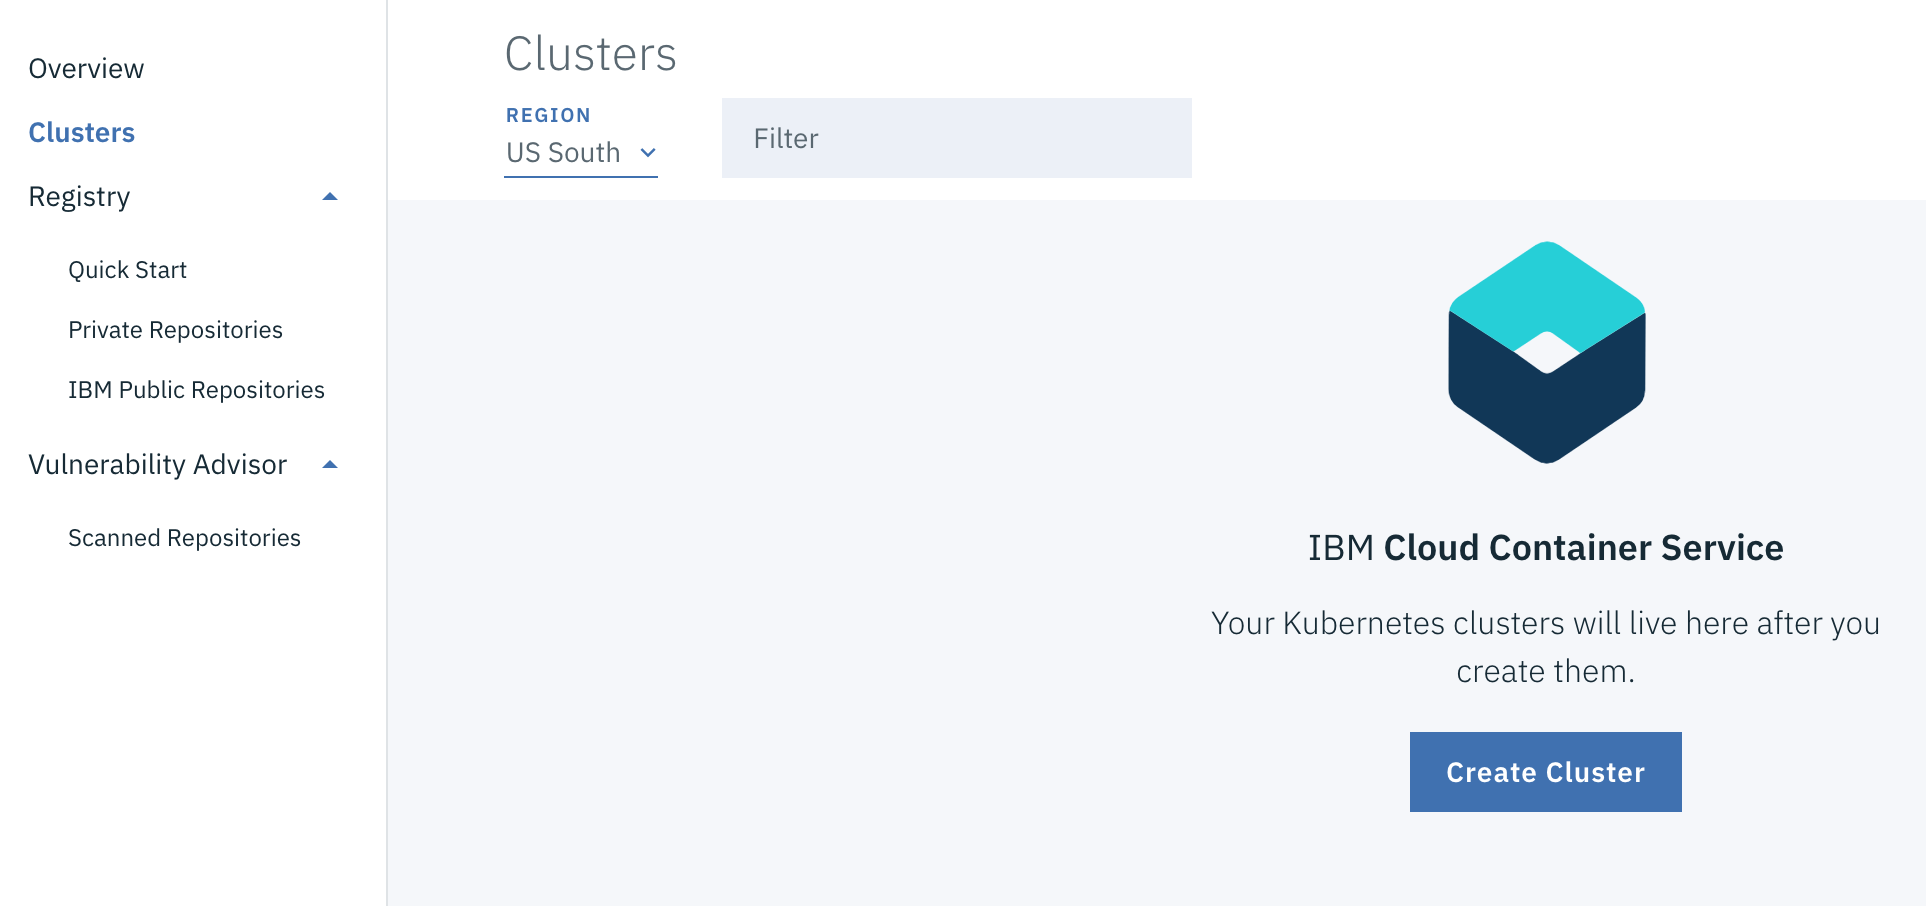 Overview
Clusters
Registry
Quick Start
Private Repositories
IBM Public Repositories
Vulnerability Advisor
Scanned Repositories
Clusters
REGION
US South
Filter
IBM Cloud Container Service
Your Kubernetes clusters will live here after you
create them.
Create Cluster